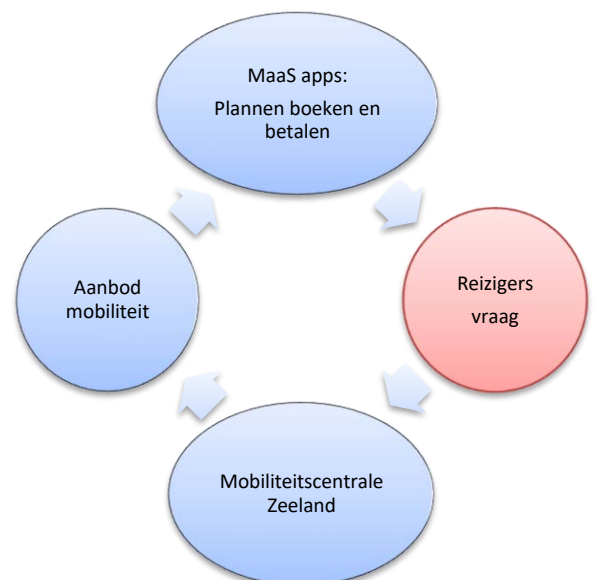 MaaS apps:
Plannen boeken en
betalen
Aanbod
mobiliteit
Reizigers
vraag
Mobiliteitscentrale
Zeeland